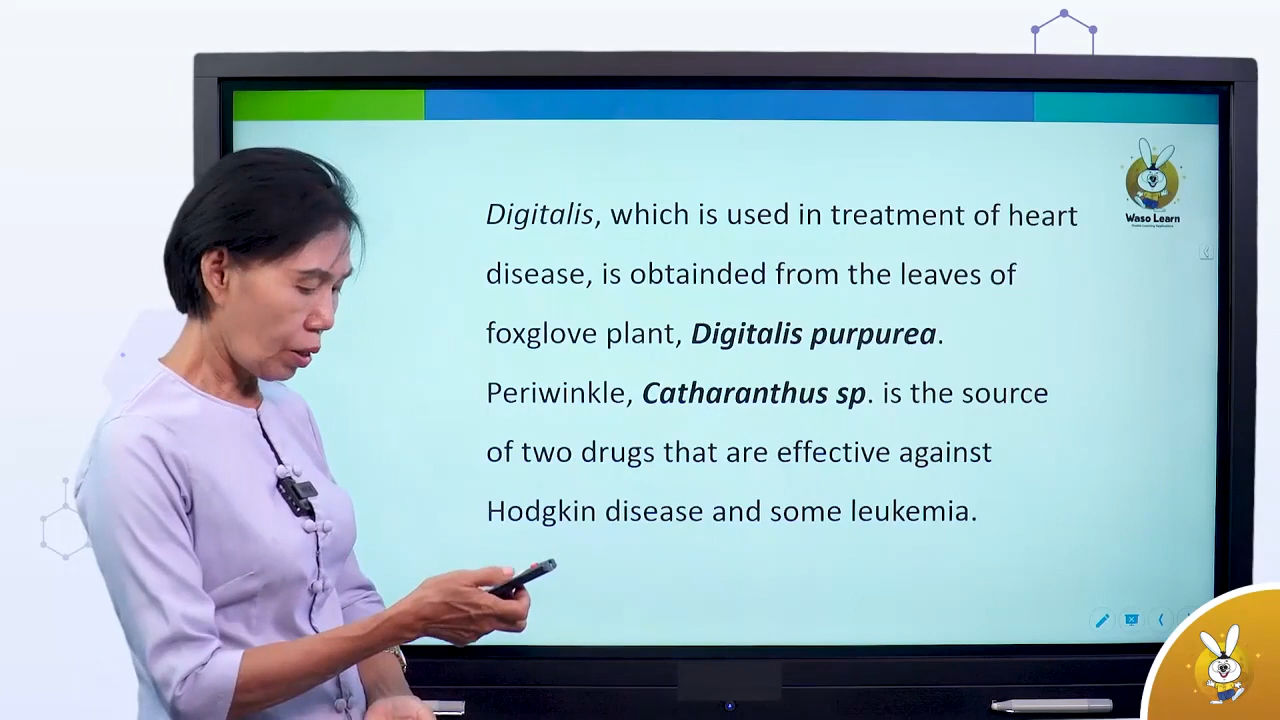 Digitalis, which is used in treatment of heart
disease, is obtainded from the leaves of
foxglove plant, Digitalis purpurea.
Periwinkle, Catharanthus sp. is the source
of two drugs that are effective against
Hodgkin disease and some leukemia.
Waso Learn